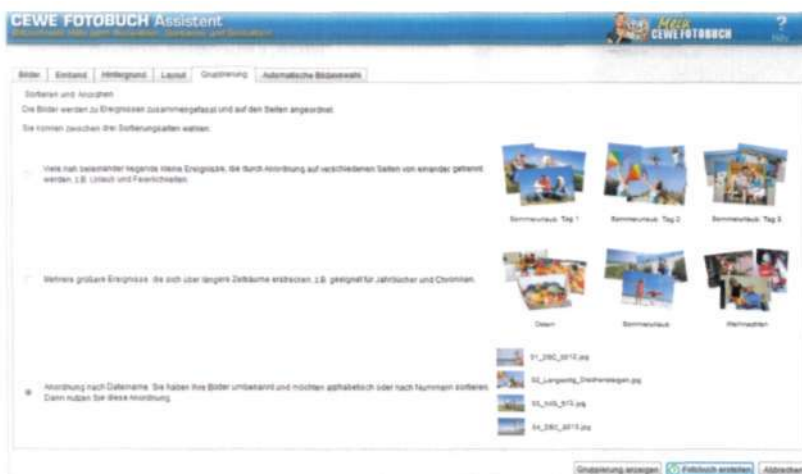 CEWE FOTOBUCH Assistent
Mein
CEWE FOTOBUCH
?
Bilder Einband Hintergrund Layout Gruppierung Automatische Bildauswahl
Sortieren und Anordnen
Die Bilder werden zu Ereignissen zusammengefasst und auf den Seiten angeordnet.
Sie können zwischen drei Sortierungsarten wählen:
Viele nah beieinander liegende kleine Ereignisse, die durch Anordnung auf verschiedenen Seiten von einander getrennt
werden, z.B. Urlaub und Feierlichkeiten.
Sommerurlaub: Tag 1 Sommerurlaub: Tag 2 Sommerurlaub: Tag 3
Mehrere größere Ereignisse, die sich über längere Zeiträume erstrecken, z.B. geeignet für Jahrbücher und Chroniken.
Ostern Sommerurlaub Weihnachten
Anordnung nach Dateiname. Sie haben Ihre Bilder umbenannt und möchten alphabetisch oder nach Nummern sortieren.
Dann nutzen Sie diese Anordnung.
Gruppierung anzeigen Fotobuch erstellen Abbrechen